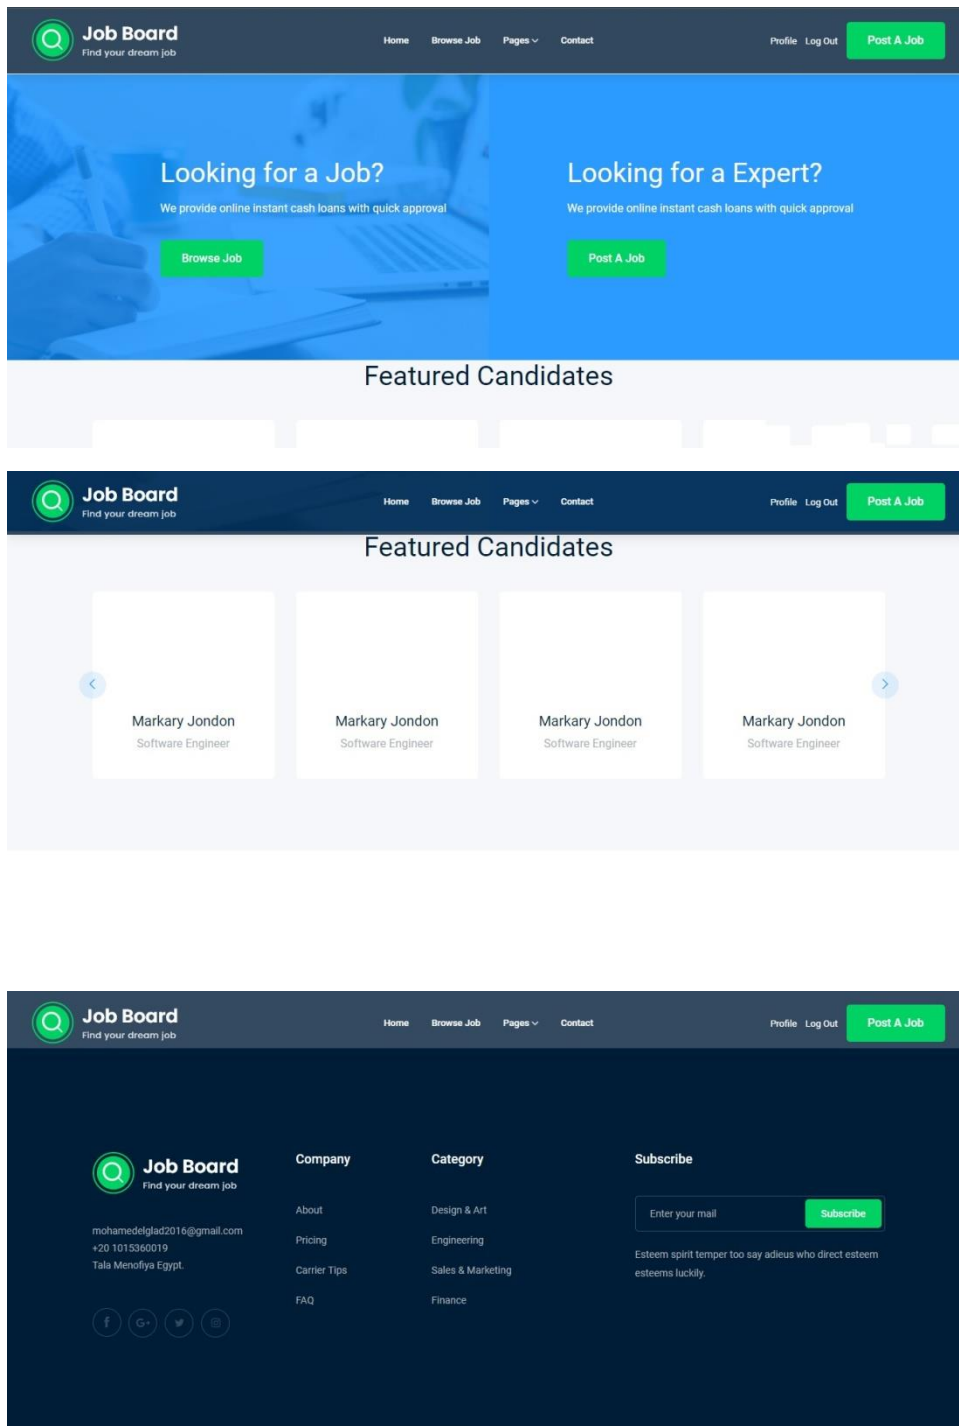 Job Board
Find your dream job
Home Browse Job Pages Contact
Profile Log Out Post A Job
Looking for a Job?
We provide online instant cash loans with quick approval
Browse Job
Looking for a Expert?
We provide online instant cash loans with quick approval
Post A Job
Featured Candidates
Job Board
Find your dream job
Home Browse Job Pages Contact
Profile Log Out Post A Job
Featured Candidates
Markary Jondon
Software Engineer
Markary Jondon
Software Engineer
Markary Jondon
Software Engineer
Markary Jondon
Software Engineer
Job Board
Find your dream job
Home Browse Job Pages Contact
Profile Log Out Post A Job
Job Board
Find your dream job
mohamedelglad2016@gmail.com
+20 1015360019
Tala Menofiya Egypt.
Company
About
Pricing
Carrier Tips
FAQ
Category
Design & Art
Engineering
Sales & Marketing
Finance
Subscribe
Enter your mail Subscribe
Esteem spirit temper too say adieus who direct esteem
esteems luckily.